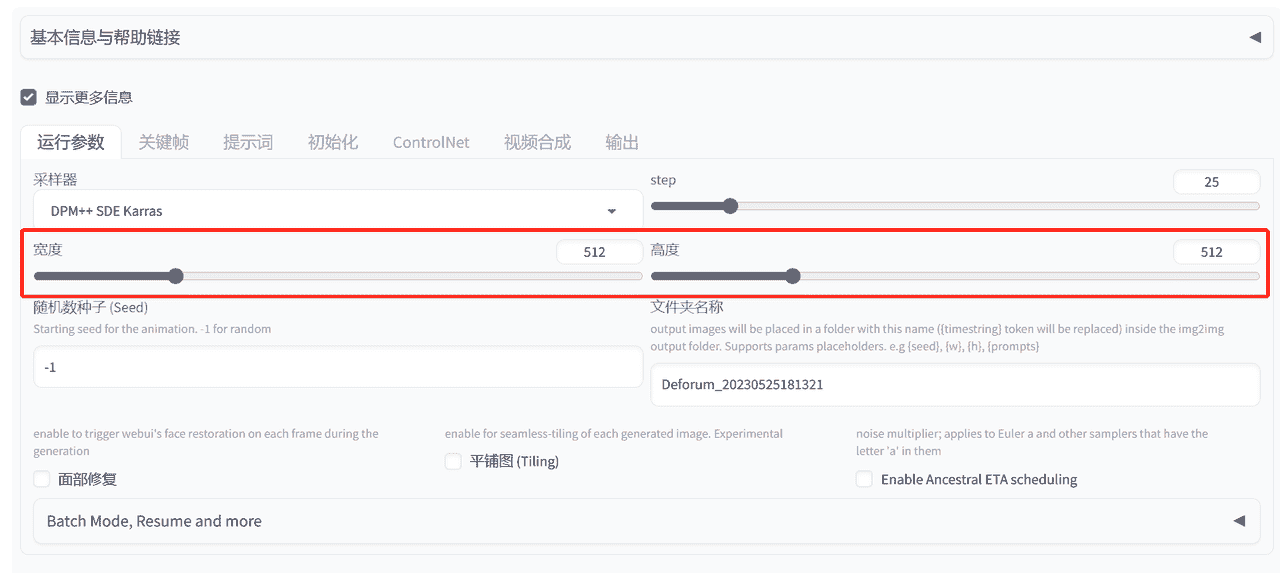 基本信息与帮助链接
显示更多信息
运行参数 关键帧 提示词 初始化 ControlNet 视频合成 输出
采样器
DPM++ SDE Karras
step 25
宽度 512
高度 512
随机数种子 (Seed)
Starting seed for the animation. -1 for random
-1
文件夹名称
output images will be placed in a folder with this name ({timestring} token will be replaced) inside the img2img
output folder. Supports params placeholders. e.g {seed}, {w}, {h}, {prompts}
Deforum_20230525181321
enable to trigger webui's face restoration on each frame during the
generation
面部修复
enable for seamless-tiling of each generated image. Experimental
平铺图 (Tiling)
noise multiplier; applies to Euler a and other samplers that have the
letter 'a' in them
Enable Ancestral ETA scheduling
Batch Mode, Resume and more